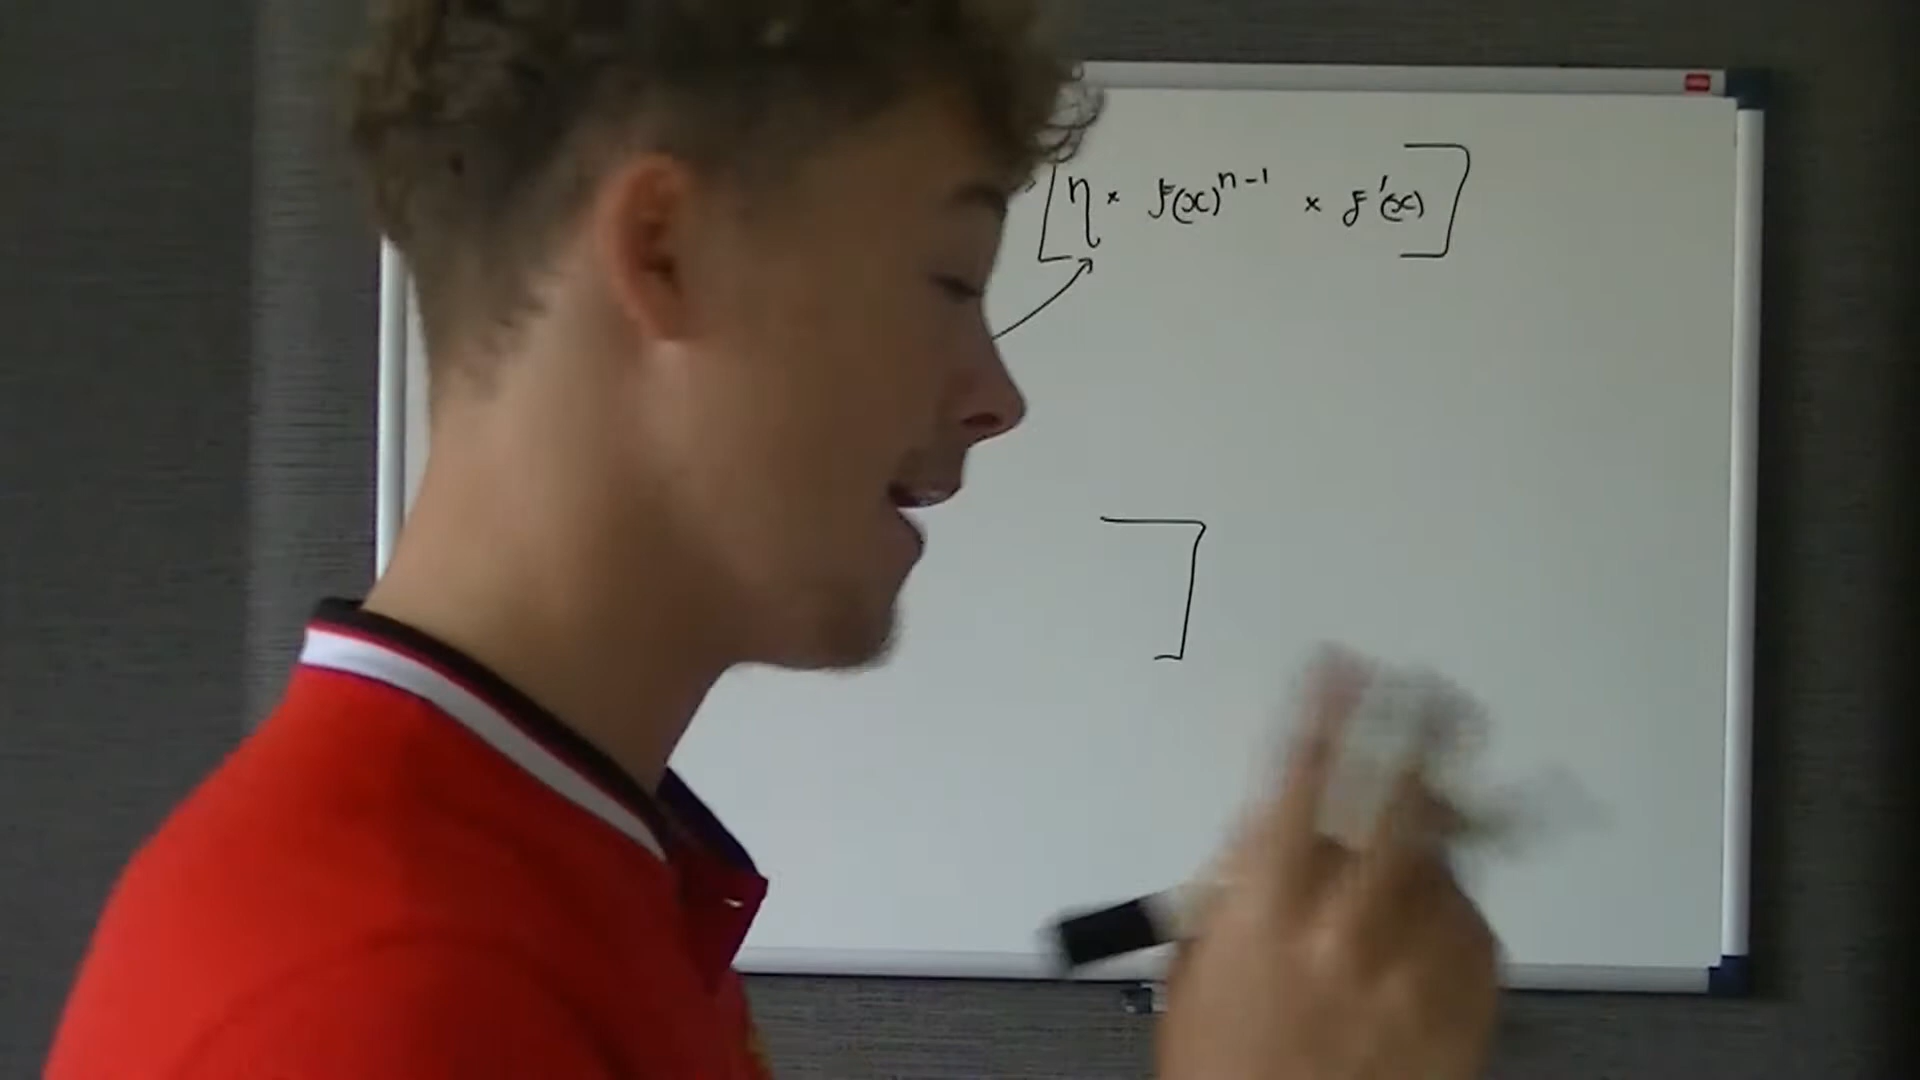 [n × f(x)^{n-1} × f'(x)]
]